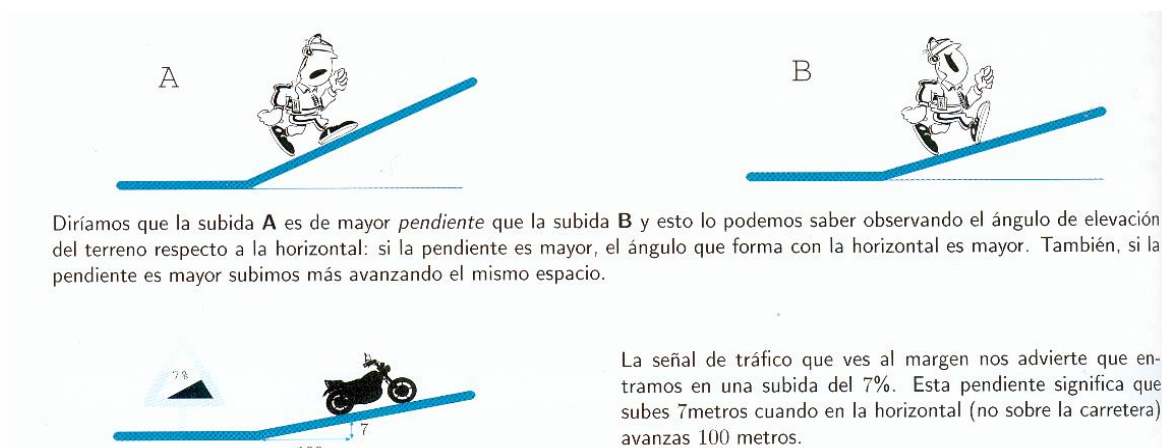 A
B
Diríamos que la subida A es de mayor pendiente que la subida B y esto lo podemos saber observando el ángulo de elevación
del terreno respecto a la horizontal: si la pendiente es mayor, el ángulo que forma con la horizontal es mayor. También, si la
pendiente es mayor subimos más avanzando el mismo espacio.
7%
7
La señal de tráfico que ves al margen nos advierte que en-
tramos en una subida del 7%. Esta pendiente significa que
subes 7metros cuando en la horizontal (no sobre la carretera)
avanzas 100 metros.